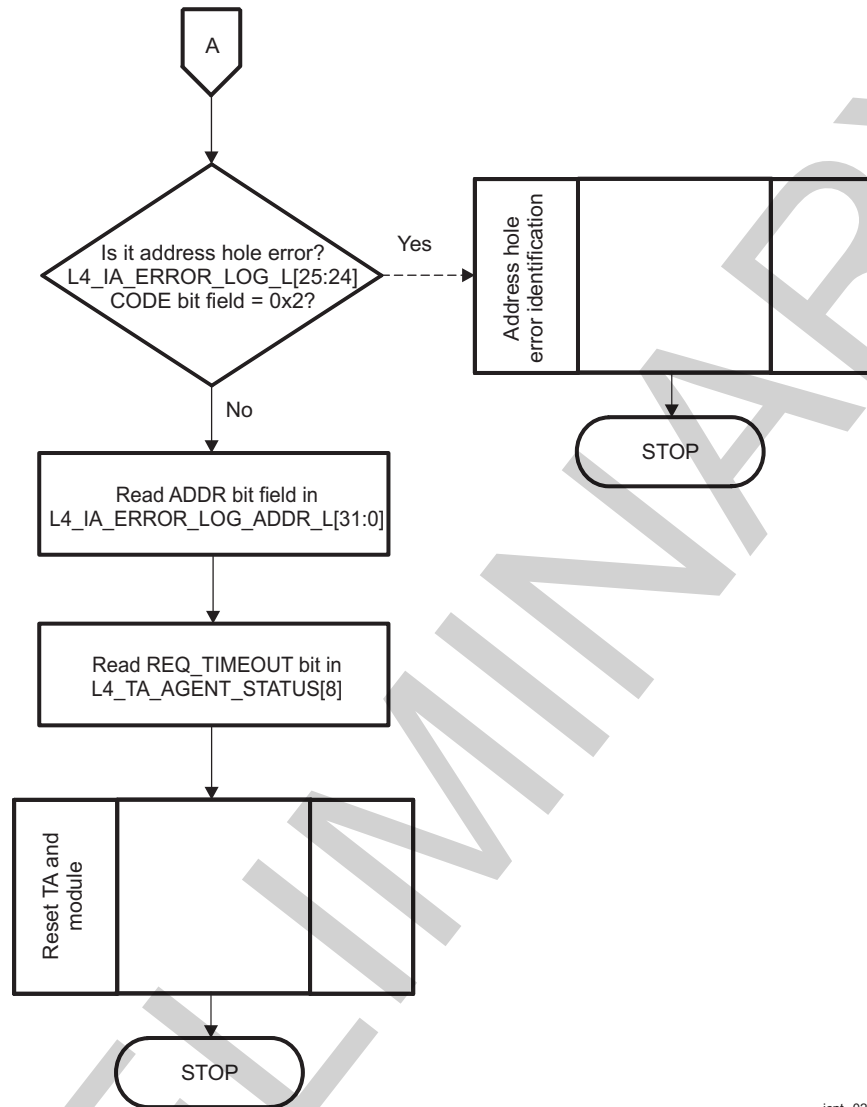 A
Is it address hole error?
L4_IA_ERROR_LOG_L[25:24]
CODE bit field = 0x2?
Yes
Address hole
error identification
No
STOP
Read ADDR bit field in
L4_IA_ERROR_LOG_ADDR_L[31:0]
Read REQ_TIMEOUT bit in
L4_TA_AGENT_STATUS[8]
Reset TA and
module
STOP